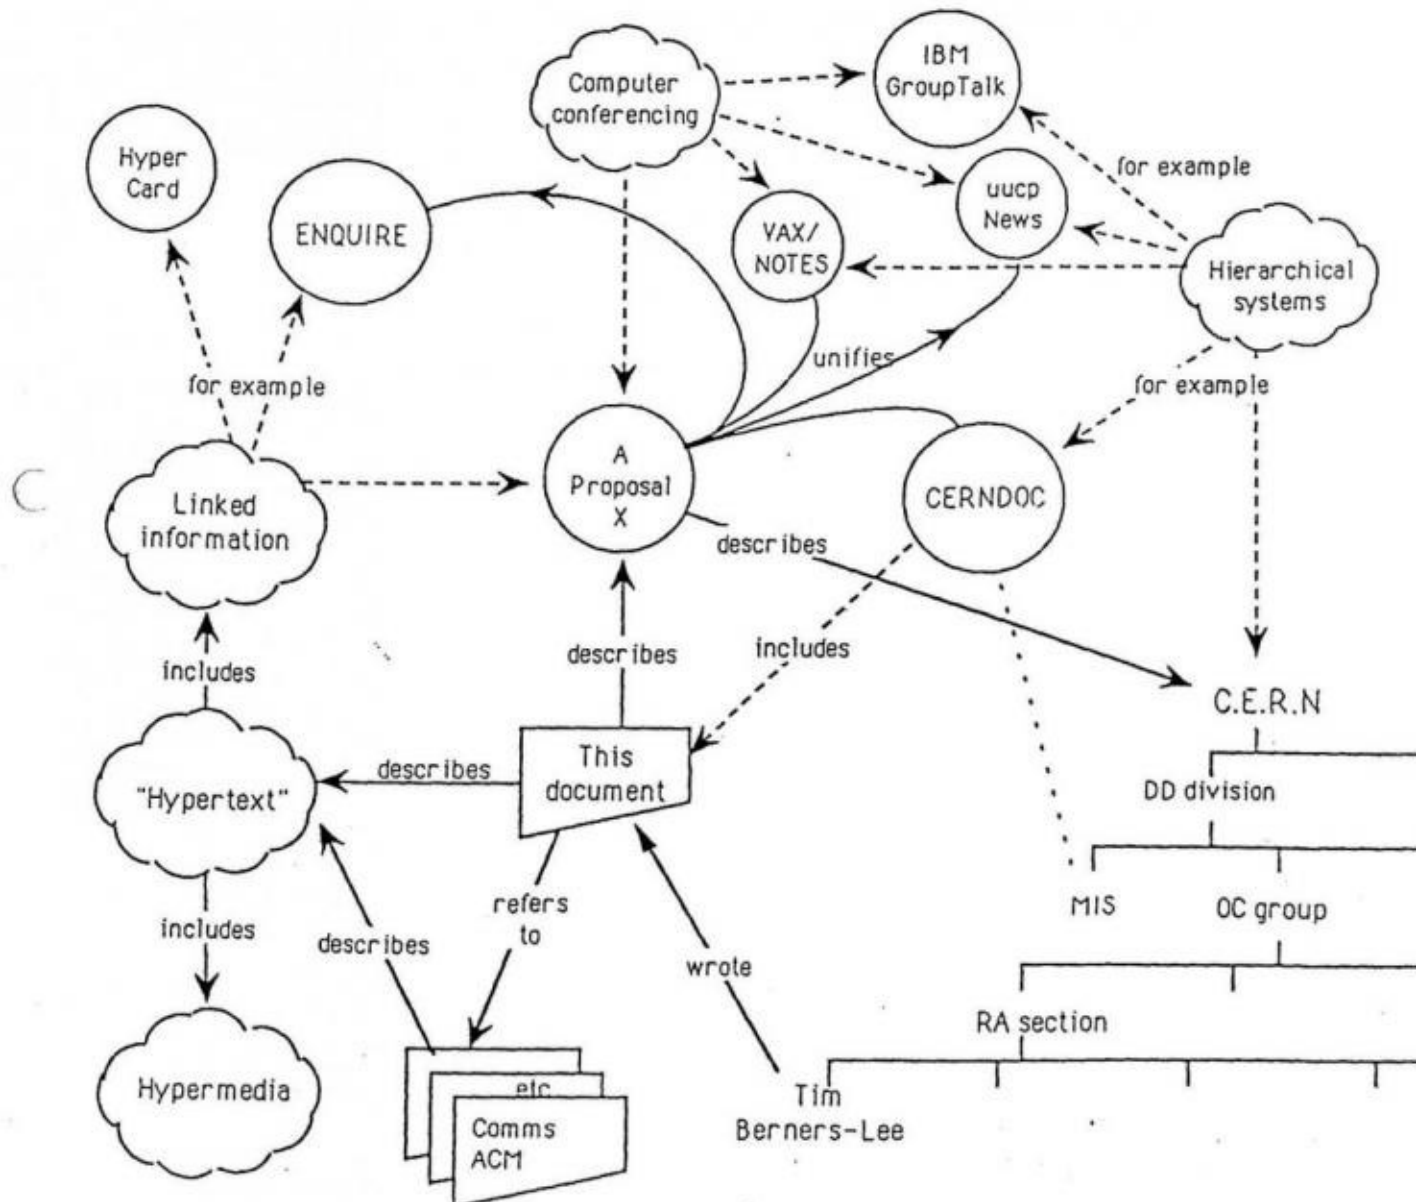 IBM
GroupTalk
Computer
conferencing
Hyper
Card
for example
uucp
News
ENQUIRE
VAX/
NOTES
Hierarchical
systems
unifies
for example
for example
A
Proposal
X
CERNDOC
Linked
information
describes
includes
describes
includes
C.E.R.N
This
document
describes
DD division
"Hypertext"
MIS
OC group
refers
to
includes
describes
wrote
RA section
Hypermedia
etc
Tim
Berners-Lee
Comms
ACM